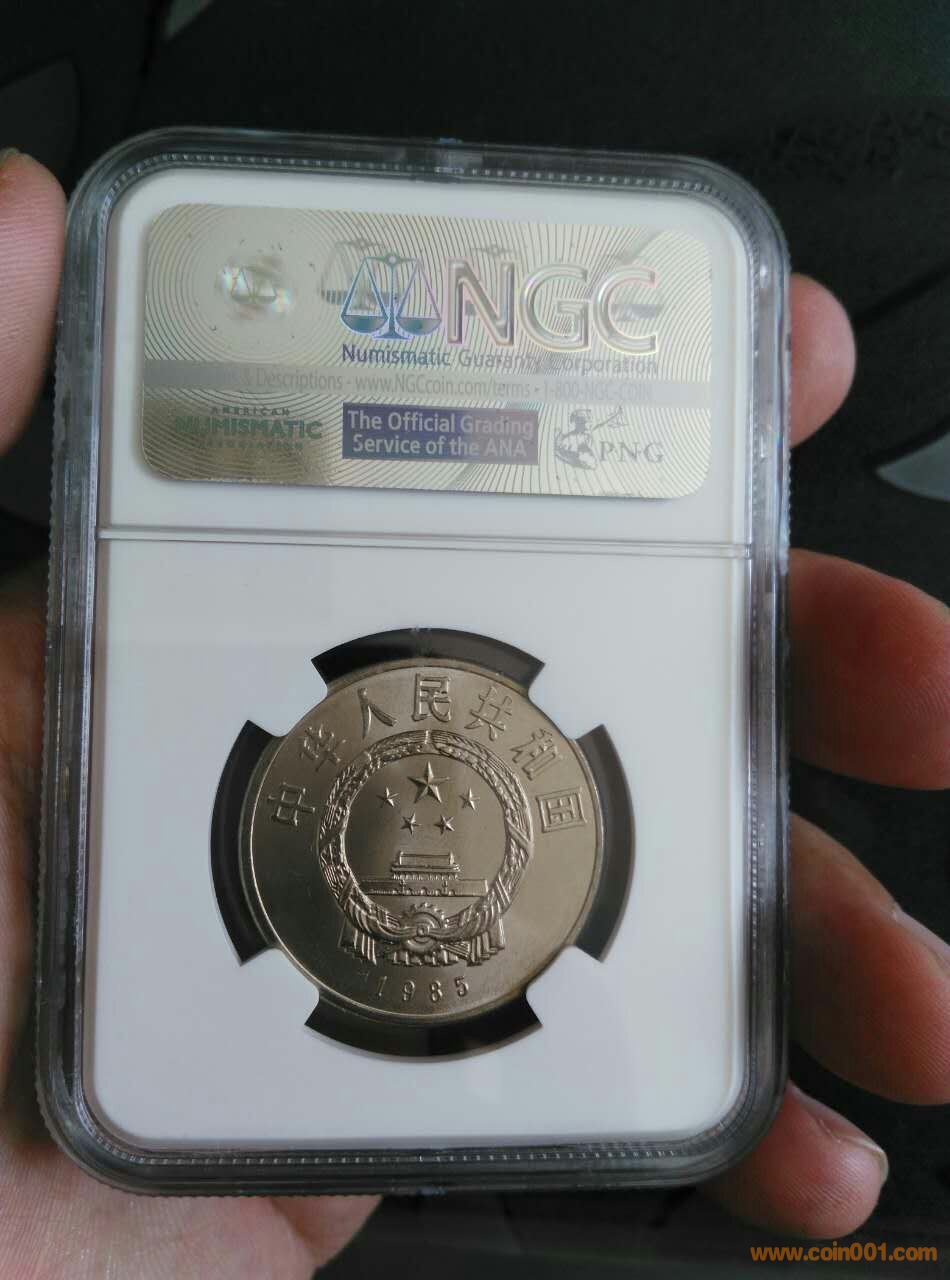 NGC
Numismatic Guaranty Corporation
& Descriptions - www.NGCcoin.com/terms • 1-800-NGC-COIN
AMERICAN
NUMISMATIC
ASSOCIATION
The Official Grading
Service of the ANA
PNG
中华人民共和国
1985
www.coin001.com